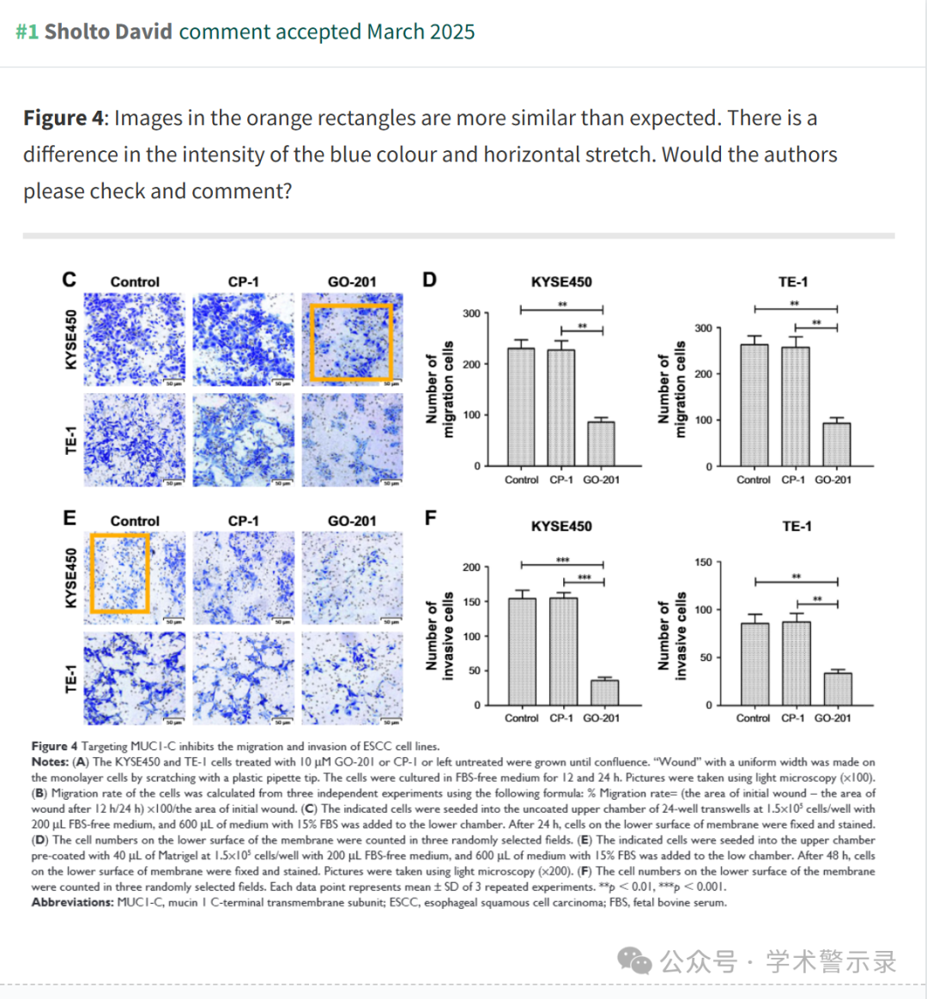 #1 Sholto David comment accepted March 2025
Figure 4: Images in the orange rectangles are more similar than expected. There is a
difference in the intensity of the blue colour and horizontal stretch. Would the authors
please check and comment?
C
Control
CP-1
GO-201
KYSE450
50 μm
50 μm
50 μm
TE-1
50 μm
50 μm
50 μm
D
KYSE450
Number of
migration cells
300
200
100
0
**
**
Control
CP-1
GO-201
TE-1
Number of
migration cells
300
200
100
0
**
**
Control
CP-1
GO-201
E
Control
CP-1
GO-201
KYSE450
50 μm
50 μm
50 μm
TE-1
50 μm
50 μm
50 μm
F
KYSE450
Number of
invasive cells
200
150
100
50
0
***
***
Control
CP-1
GO-201
TE-1
Number of
invasive cells
150
100
50
0
**
**
Control
CP-1
GO-201
Figure 4 Targeting MUC1-C inhibits the migration and invasion of ESCC cell lines.
Notes: (A) The KYSE450 and TE-1 cells treated with 10 μM GO-201 or CP-1 or left untreated were grown until confluence. “Wound” with a uniform width was made on
the monolayer cells by scratching with a plastic pipette tip. The cells were cultured in FBS-free medium for 12 and 24 h. Pictures were taken using light microscopy (×100).
(B) Migration rate of the cells was calculated from three independent experiments using the following formula: % Migration rate= (the area of initial wound – the area of
wound after 12 h/24 h) ×100/the area of initial wound. (C) The indicated cells were seeded into the uncoated upper chamber of 24-well transwells at 1.5×10⁵ cells/well with
200 μL FBS-free medium, and 600 μL of medium with 15% FBS was added to the lower chamber. After 24 h, cells on the lower surface of membrane were fixed and stained.
(D) The cell numbers on the lower surface of the membrane were counted in three randomly selected fields. (E) The indicated cells were seeded into the upper chamber
pre-coated with 40 μL of Matrigel at 1.5×10⁵ cells/well with 200 μL FBS-free medium, and 600 μL of medium with 15% FBS was added to the low chamber. After 48 h, cells
on the lower surface of membrane were fixed and stained. Pictures were taken using light microscopy (×200). (F) The cell numbers on the lower surface of the membrane
were counted in three randomly selected fields. Each data point represents mean ± SD of 3 repeated experiments. **p < 0.01, ***p < 0.001.
Abbreviations: MUC1-C, mucin 1 C-terminal transmembrane subunit; ESCC, esophageal squamous cell carcinoma; FBS, fetal bovine serum.
公众号 · 学术警示录